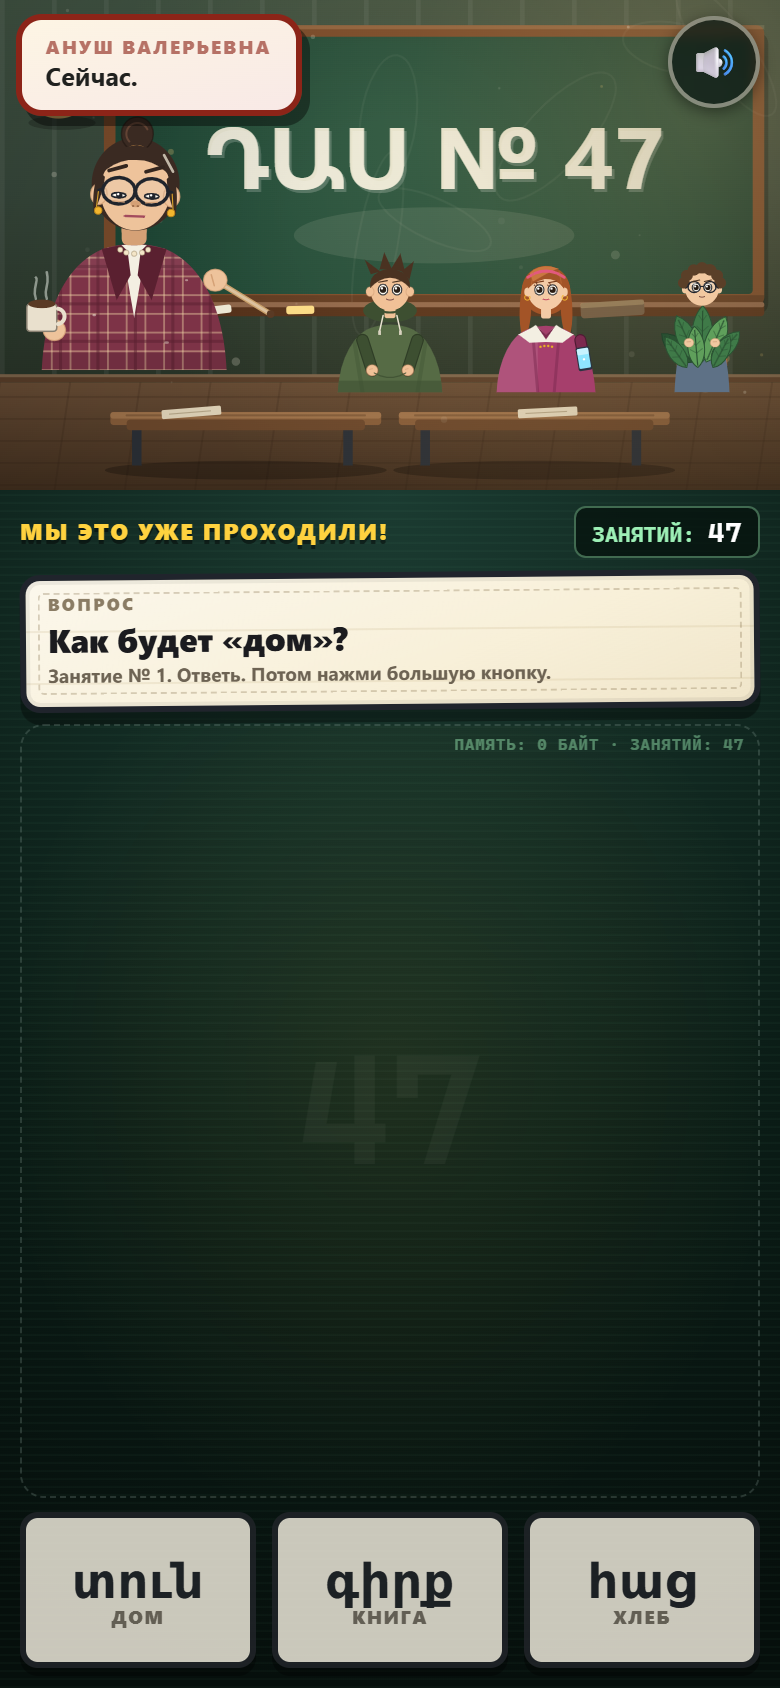 АНУШ ВАЛЕРЬЕВНА
Сейчас.
ԴԱՍ № 47
МЫ ЭТО УЖЕ ПРОХОДИЛИ!
ЗАНЯТИЙ: 47
ВОПРОС
Как будет «дом»?
Занятие № 1. Ответь. Потом нажми большую кнопку.
ПАМЯТЬ: 0 БАЙТ · ЗАНЯТИЙ: 47
47
տուն
ДОМ
գիրք
КНИГА
հաց
ХЛЕБ